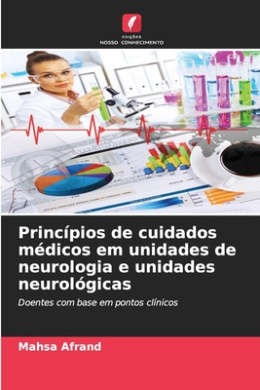 edições
NOSSO CONHECIMENTO
Princípios de cuidados
médicos em unidades de
neurologia e unidades
neurológicas
Doentes com base em pontos clínicos
Mahsa Afrand